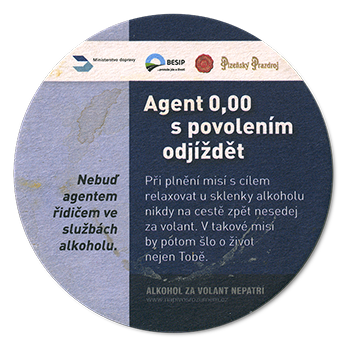 Ministerstvo dopravy
BESIP
Plzeňský Prazdroj
Agent 0,00
s povolením
odjíždět
Nebuď
agentem
řidičem ve
službách
alkoholu.
Při plnění misí s cílem
relaxovat u sklenky alkoholu
nikdy na cestě zpět nesedej
za volant. V takové misi
by pótom šlo o život
nejen Tobě.
ALKOHOL ZA VOLANT NEPATŘÍ